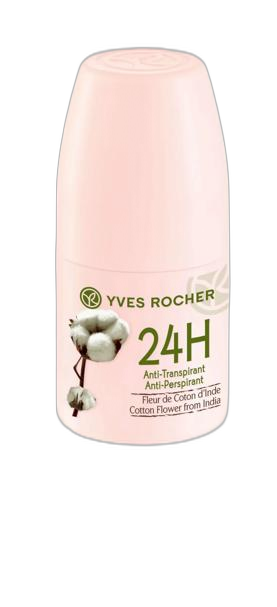 YVES ROCHER
24H
Anti-Transpirant
Anti-Perspirant
Fleur de Coton d'Inde
Cotton Flower from India